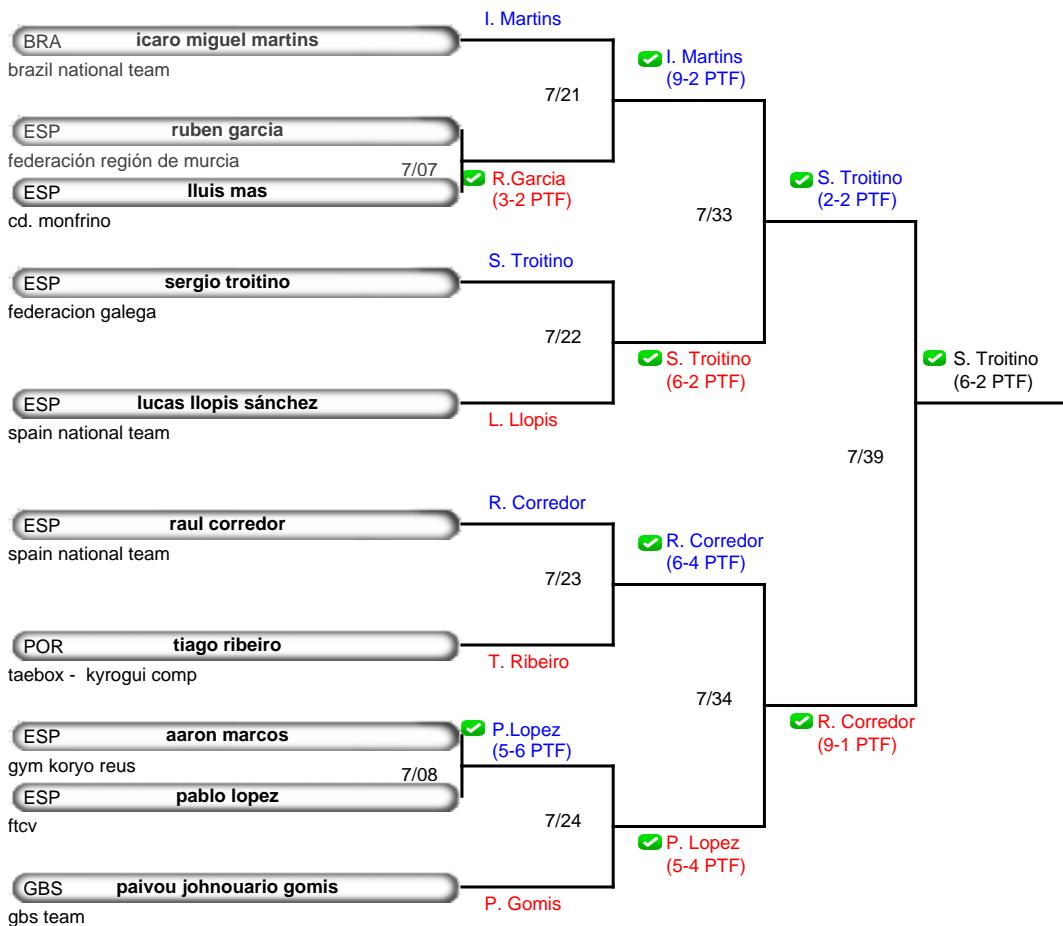 I. Martins
BRA icaro miguel martins
brazil national team
I. Martins
(9-2 PTF)
7/21
ESP ruben garcia
federación región de murcia
7/07
R.Garcia
(3-2 PTF)
ESP lluis mas
cd. monfrino
S. Troitino
(2-2 PTF)
7/33
S. Troitino
ESP sergio troitino
federacion galega
7/22
S. Troitino
(6-2 PTF)
S. Troitino
(6-2 PTF)
ESP lucas llopis sánchez
spain national team
L. Llopis
7/39
R. Corredor
ESP raul corredor
spain national team
R. Corredor
(6-4 PTF)
7/23
POR tiago ribeiro
taebox - kyrogui comp
T. Ribeiro
7/34
R. Corredor
(9-1 PTF)
ESP aaron marcos
gym koryo reus
P.Lopez
(5-6 PTF)
7/08
ESP pablo lopez
ftcv
7/24
P. Lopez
(5-4 PTF)
GBS paivou johnouario gomis
gbs team
P. Gomis